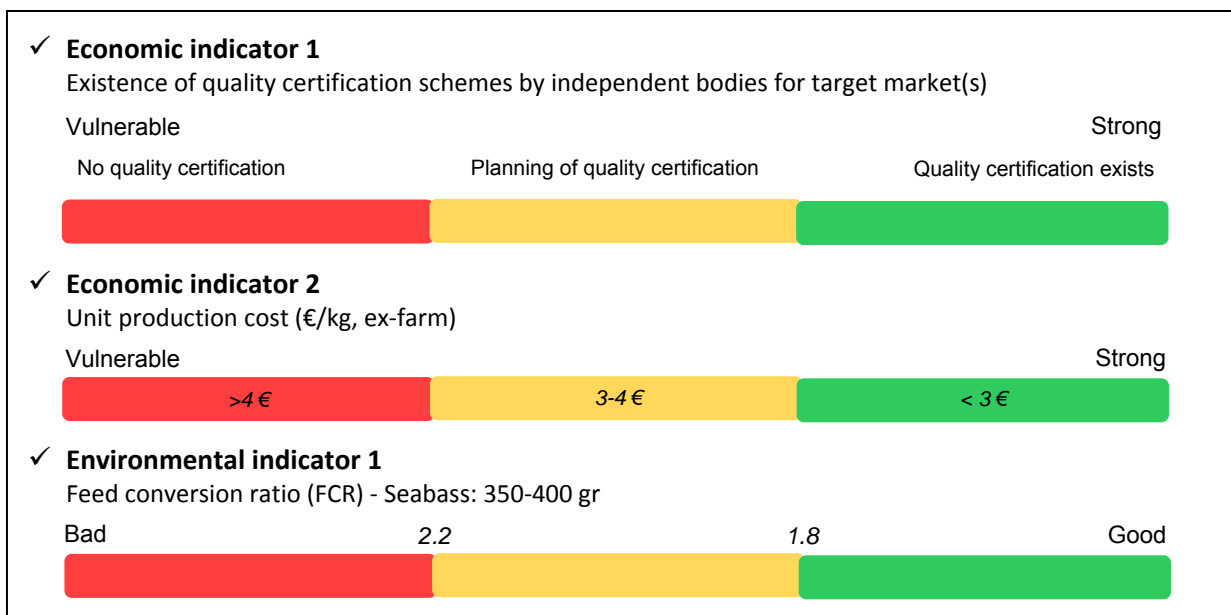 ✓ Economic indicator 1
Existence of quality certification schemes by independent bodies for target market(s)
Vulnerable Strong
No quality certification Planning of quality certification Quality certification exists
✓ Economic indicator 2
Unit production cost (€/kg, ex-farm)
Vulnerable Strong
>4 € 3-4 € < 3 €
✓ Environmental indicator 1
Feed conversion ratio (FCR) - Seabass: 350-400 gr
Bad 2.2 1.8 Good